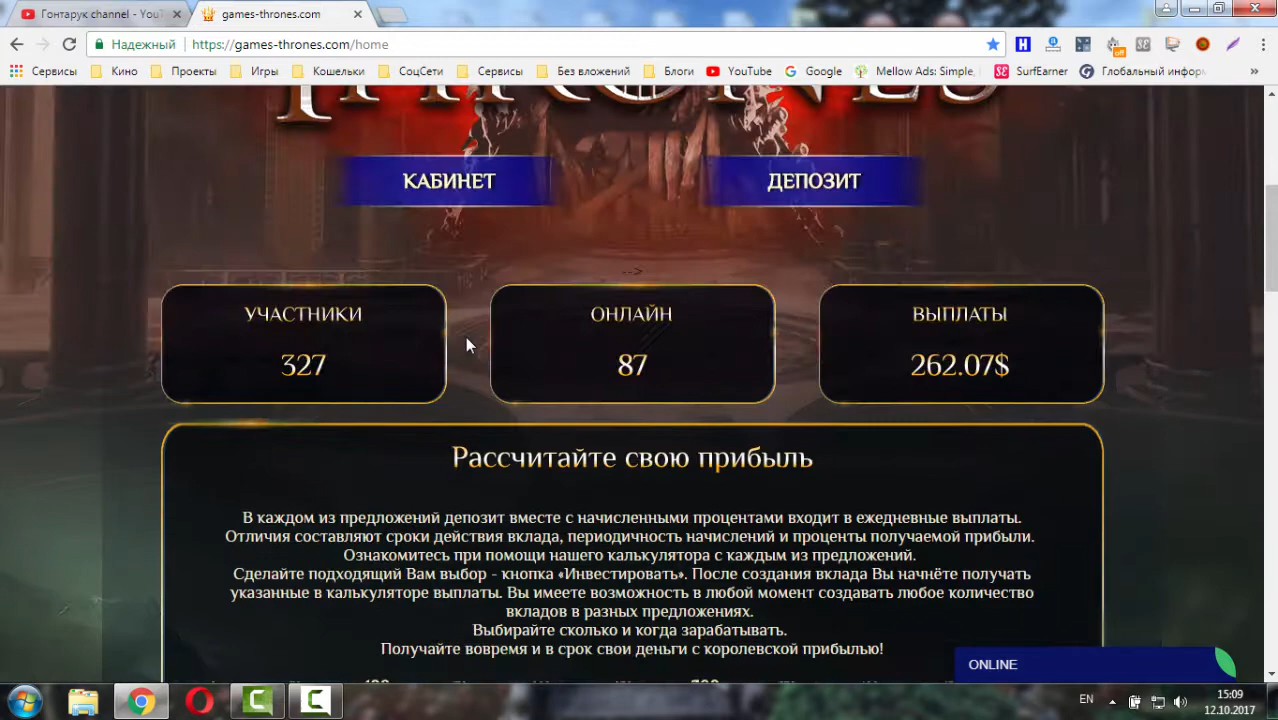 Гонтарук channel - YouT
games-thrones.com
Надежный
https://games-thrones.com/home
Сервисы
Кино
Проекты
Игры
Кошельки
СоцСети
Сервисы
Без вложений
Блоги
YouTube
Google
Mellow Ads: Simple,
SurfEarner
Глобальный инфор
»
THRONES
КАБИНЕТ
ДЕПОЗИТ
-->
УЧАСТНИКИ
ОНЛАЙН
ВЫПЛАТЫ
327
87
262.07$
Рассчитайте свою прибыль
В каждом из предложений депозит вместе с начисленными процентами входит в ежедневные выплаты.
Отличия составляют сроки действия вклада, периодичность начислений и проценты получаемой прибыли.
Ознакомитесь при помощи нашего калькулятора с каждым из предложений.
Сделайте подходящий Вам выбор - кнопка «Инвестировать». После создания вклада Вы начнёте получать
указанные в калькуляторе выплаты. Вы имеете возможность в любой момент создавать любое количество
вкладов в разных предложениях.
Выбирайте сколько и когда зарабатывать.
Получайте вовремя и в срок свои деньги с королевской прибылью!
ONLINE
EN
15:09
12.10.2017